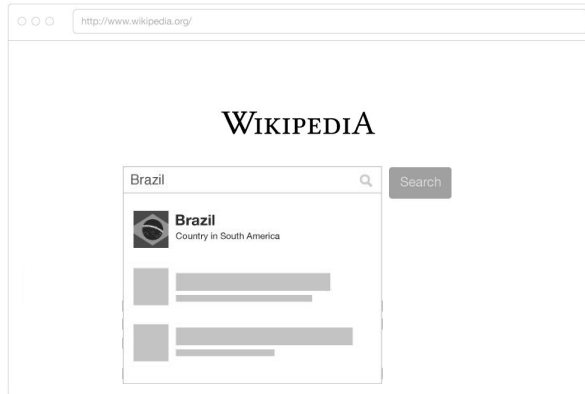 http://www.wikipedia.org/
WIKIPEDIA
Brazil
Search
Brazil
Country in South America